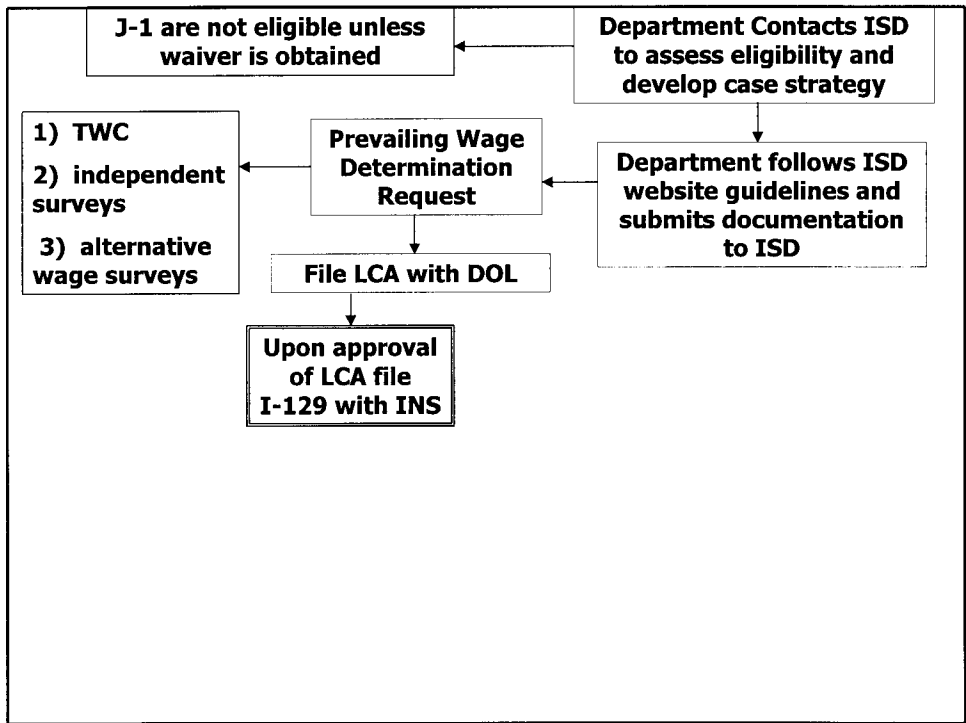 J-1 are not eligible unless
waiver is obtained
Department Contacts ISD
to assess eligibility and
develop case strategy
1) TWC
2) independent
surveys
3) alternative
wage surveys
Prevailing Wage
Determination
Request
Department follows ISD
website guidelines and
submits documentation
to ISD
File LCA with DOL
Upon approval
of LCA file
I-129 with INS